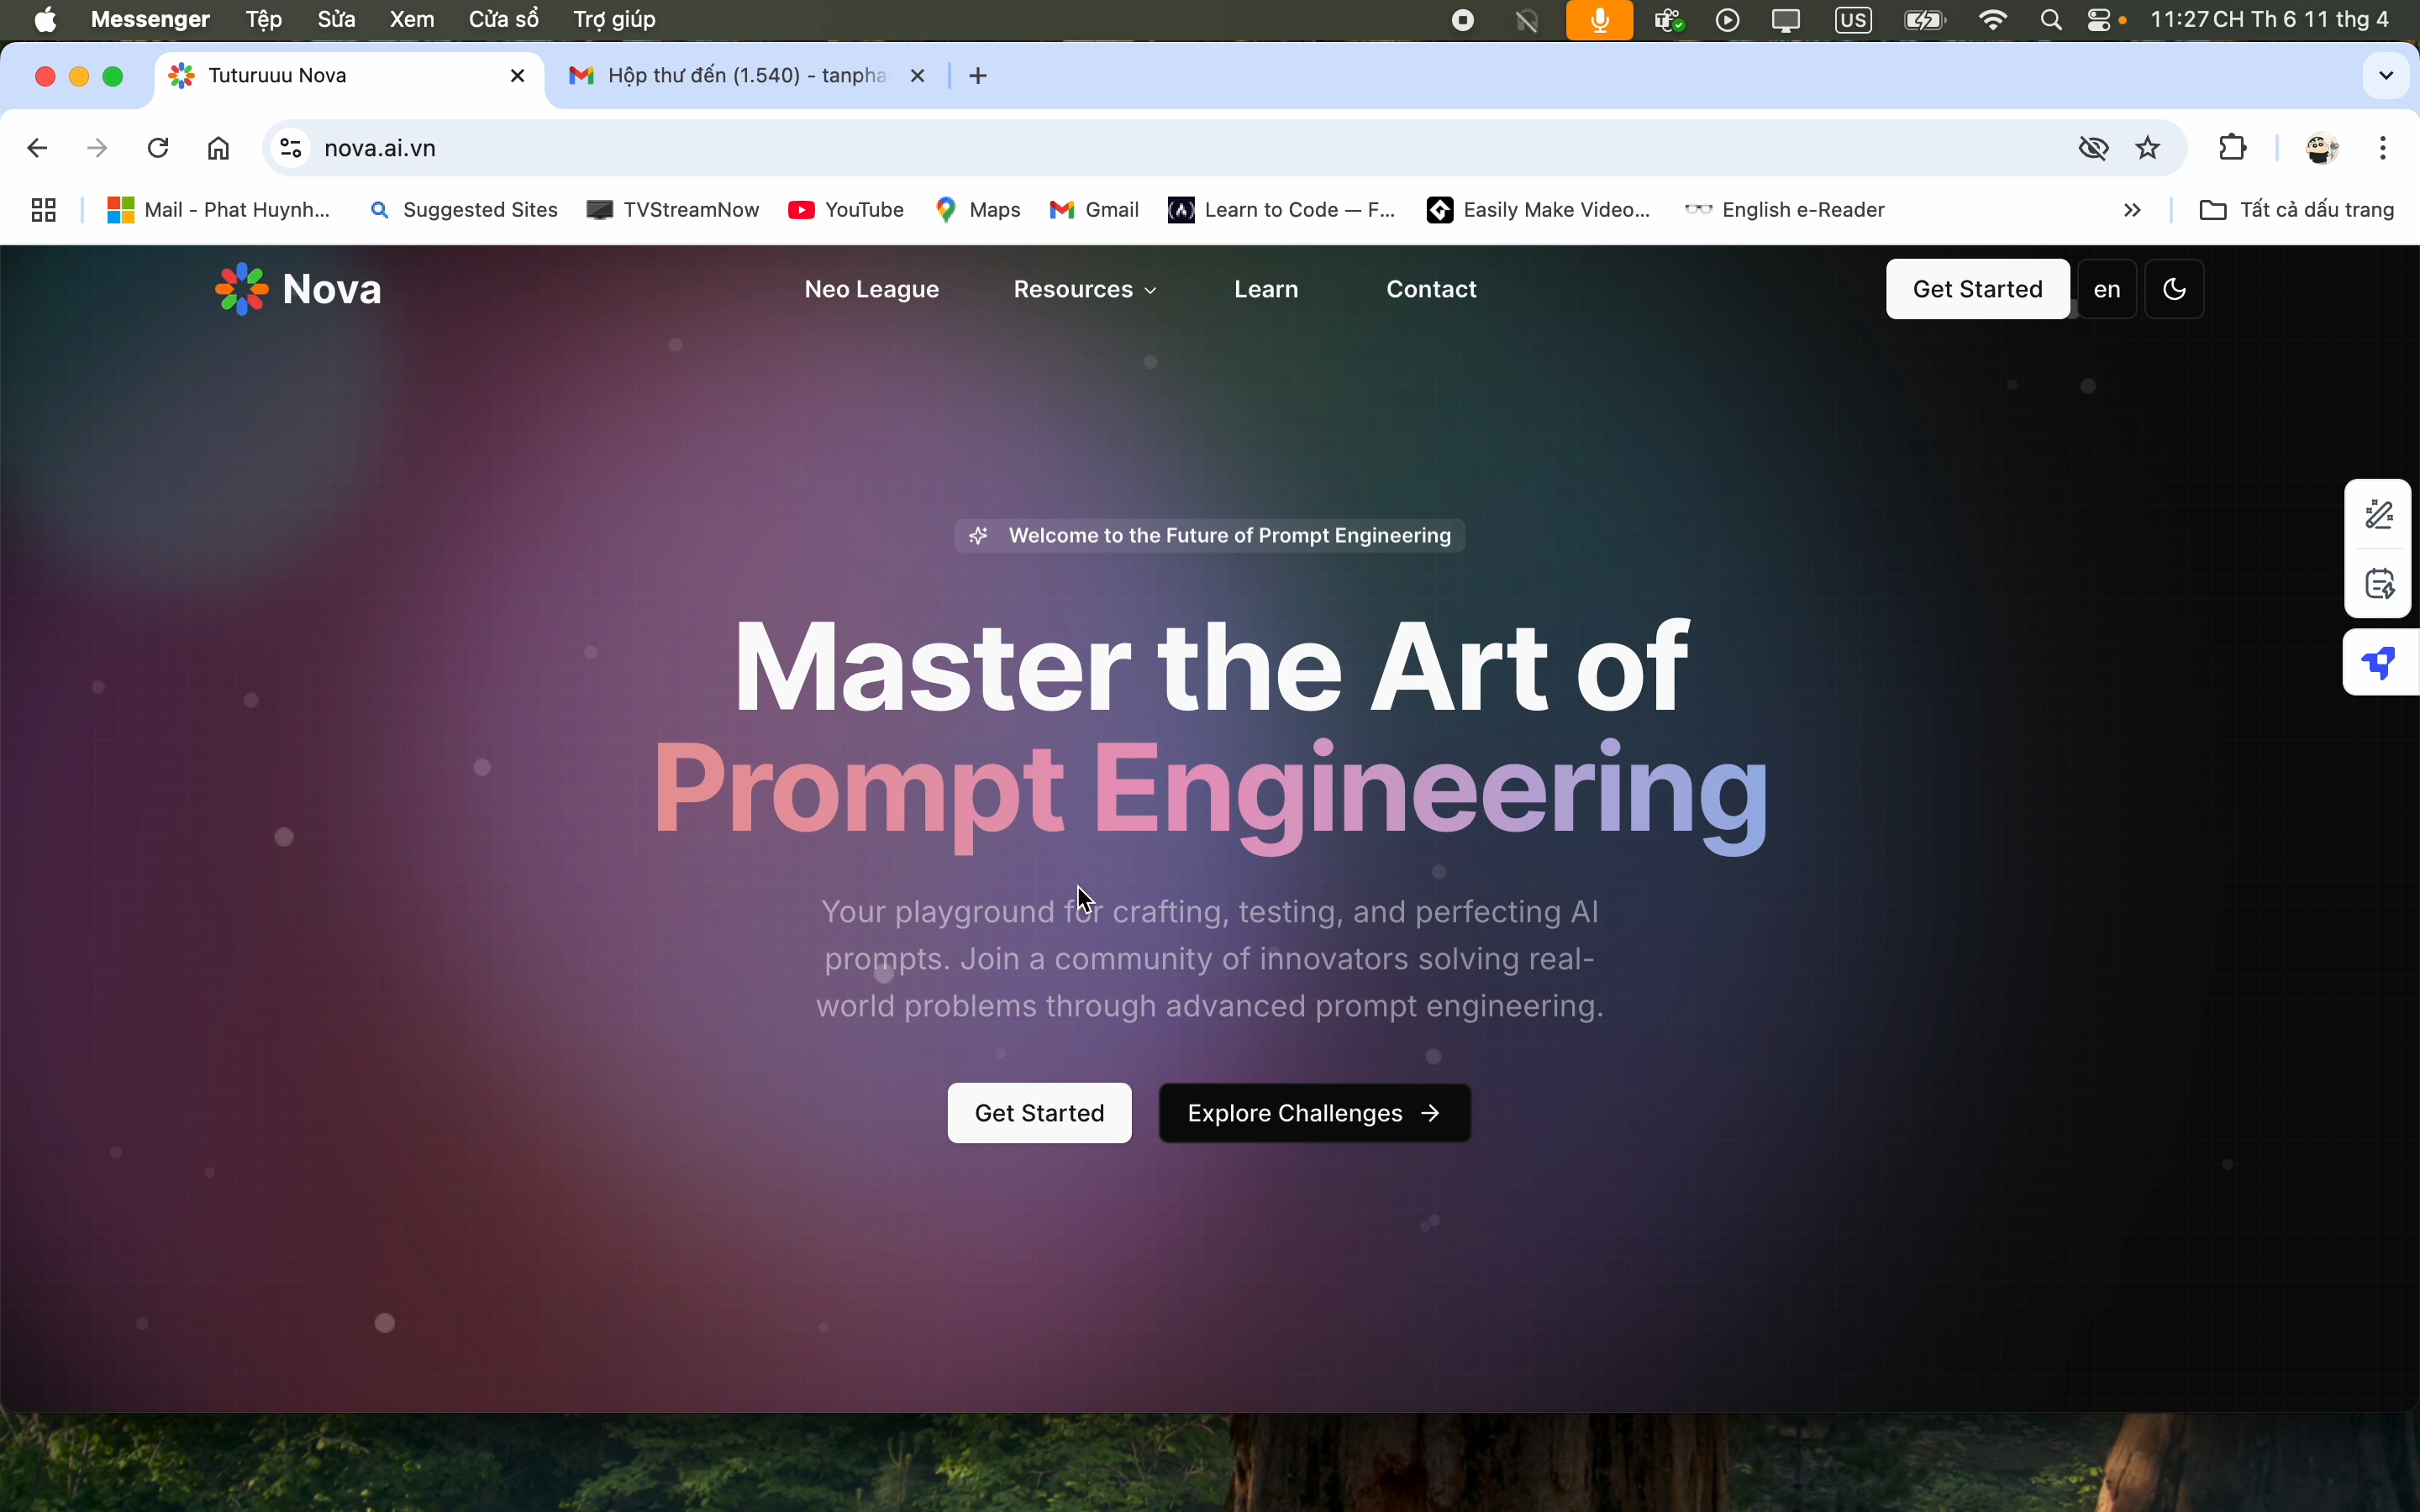 Messenger Tệp Sửa Xem Cửa sổ Trợ giúp US 11:27 CH Th 6 11 thg 4
Tuturuuu Nova Hộp thư đến (1.540) - tanpha
nova.ai.vn
Mail - Phat Huynh... Suggested Sites TVStreamNow YouTube Maps Gmail Learn to Code — F... Easily Make Video... English e-Reader Tất cả dấu trang
Nova Neo League Resources Learn Contact Get Started en
Welcome to the Future of Prompt Engineering
Master the Art of
Prompt Engineering
Your playground for crafting, testing, and perfecting AI
prompts. Join a community of innovators solving real-
world problems through advanced prompt engineering.
Get Started Explore Challenges →